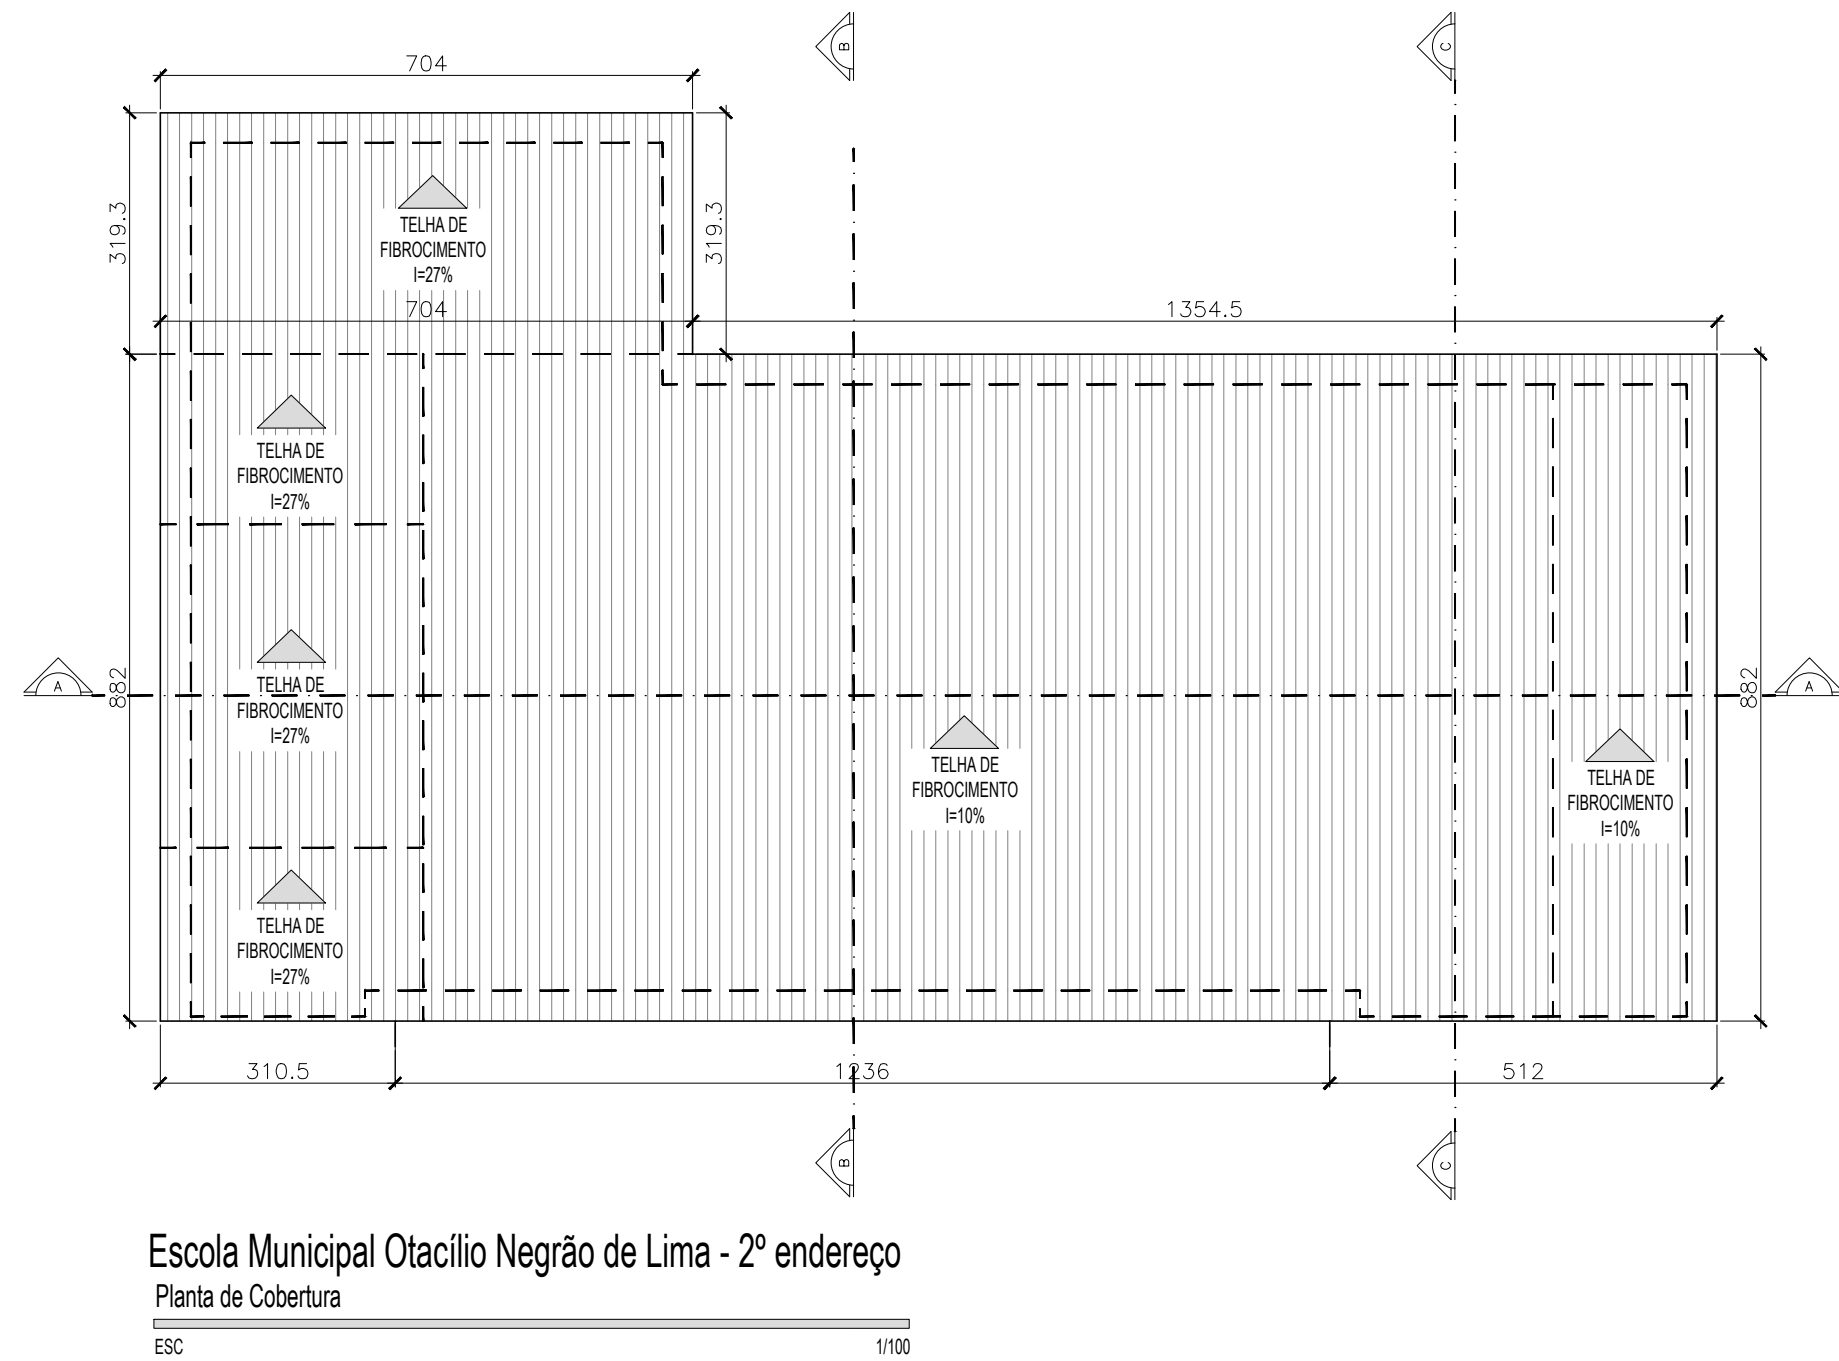 B
C
704
319.3
319.3
TELHA DE
FIBROCIMENTO
I=27%
704
1354.5
TELHA DE
FIBROCIMENTO
I=27%
A
882
TELHA DE
FIBROCIMENTO
I=27%
882
A
TELHA DE
FIBROCIMENTO
I=10%
TELHA DE
FIBROCIMENTO
I=10%
TELHA DE
FIBROCIMENTO
I=27%
310.5
1236
512
B
C
Escola Municipal Otacílio Negrão de Lima - 2º endereço
Planta de Cobertura
ESC 1/100